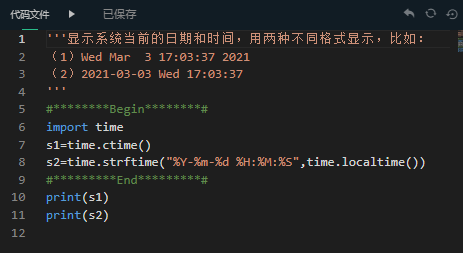 代码文件 已保存
1 '''显示系统当前的日期和时间，用两种不同格式显示，比如：
2 （1）Wed Mar  3 17:03:37 2021
3 （2）2021-03-03 Wed 17:03:37
4 '''
5 #********Begin********#
6 import time
7 s1=time.ctime()
8 s2=time.strftime("%Y-%m-%d %H:%M:%S",time.localtime())
9 #*********End*********#
10 print(s1)
11 print(s2)
12